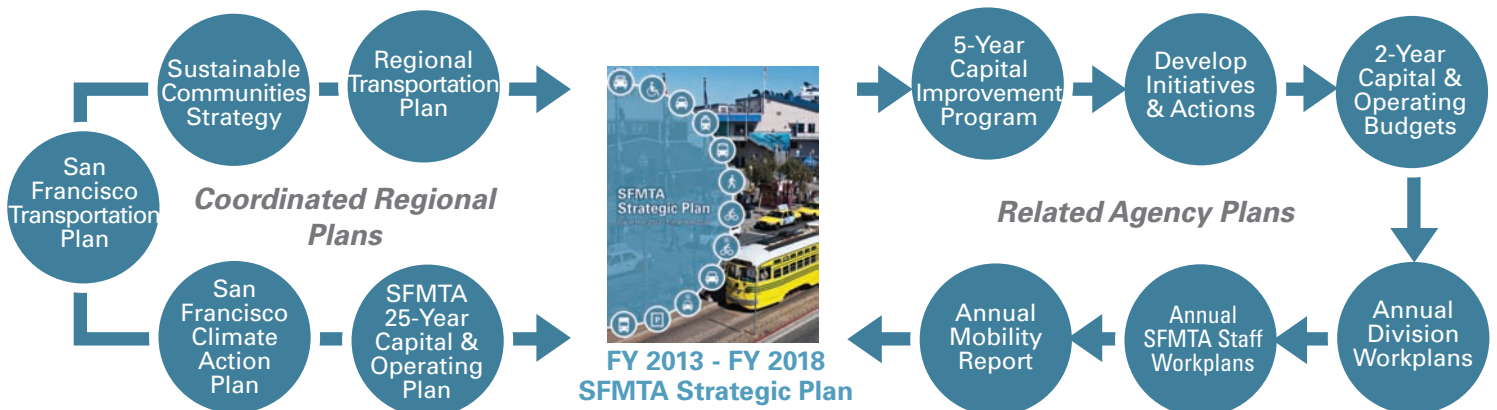 San
Francisco
Transportation
Plan
Sustainable
Communities
Strategy
Regional
Transportation
Plan
Coordinated Regional
Plans
San
Francisco
Climate
Action
Plan
SFMTA
25-Year
Capital &
Operating
Plan
SFMTA
Strategic Plan
P
FY 2013 - FY 2018
SFMTA Strategic Plan
5-Year
Capital
Improvement
Program
Develop
Initiatives
& Actions
2-Year
Capital &
Operating
Budgets
Related Agency Plans
Annual
Division
Workplans
Annual
SFMTA Staff
Workplans
Annual
Mobility
Report